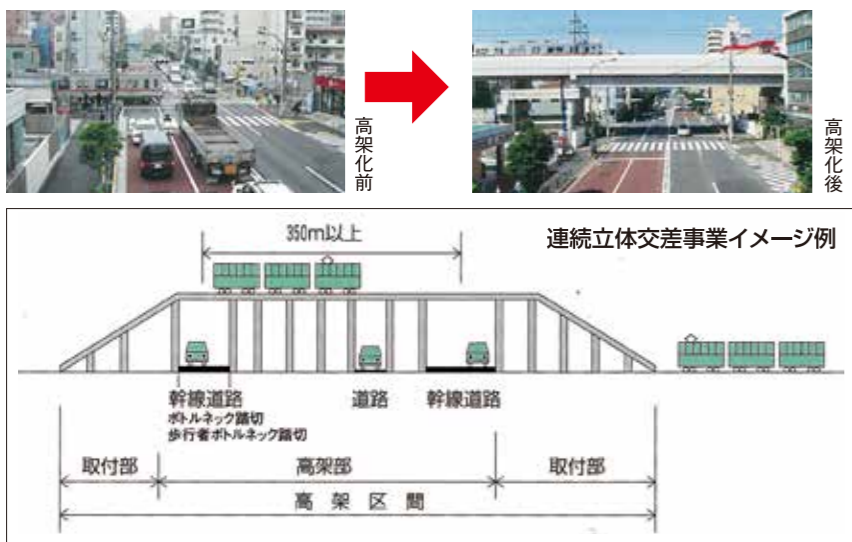 高架化前
高架化後
連続立体交差事業イメージ例
350m以上
幹線道路
ボトルネック踏切
歩行者ボトルネック踏切
道路
幹線道路
取付部
高架部
取付部
高架区間